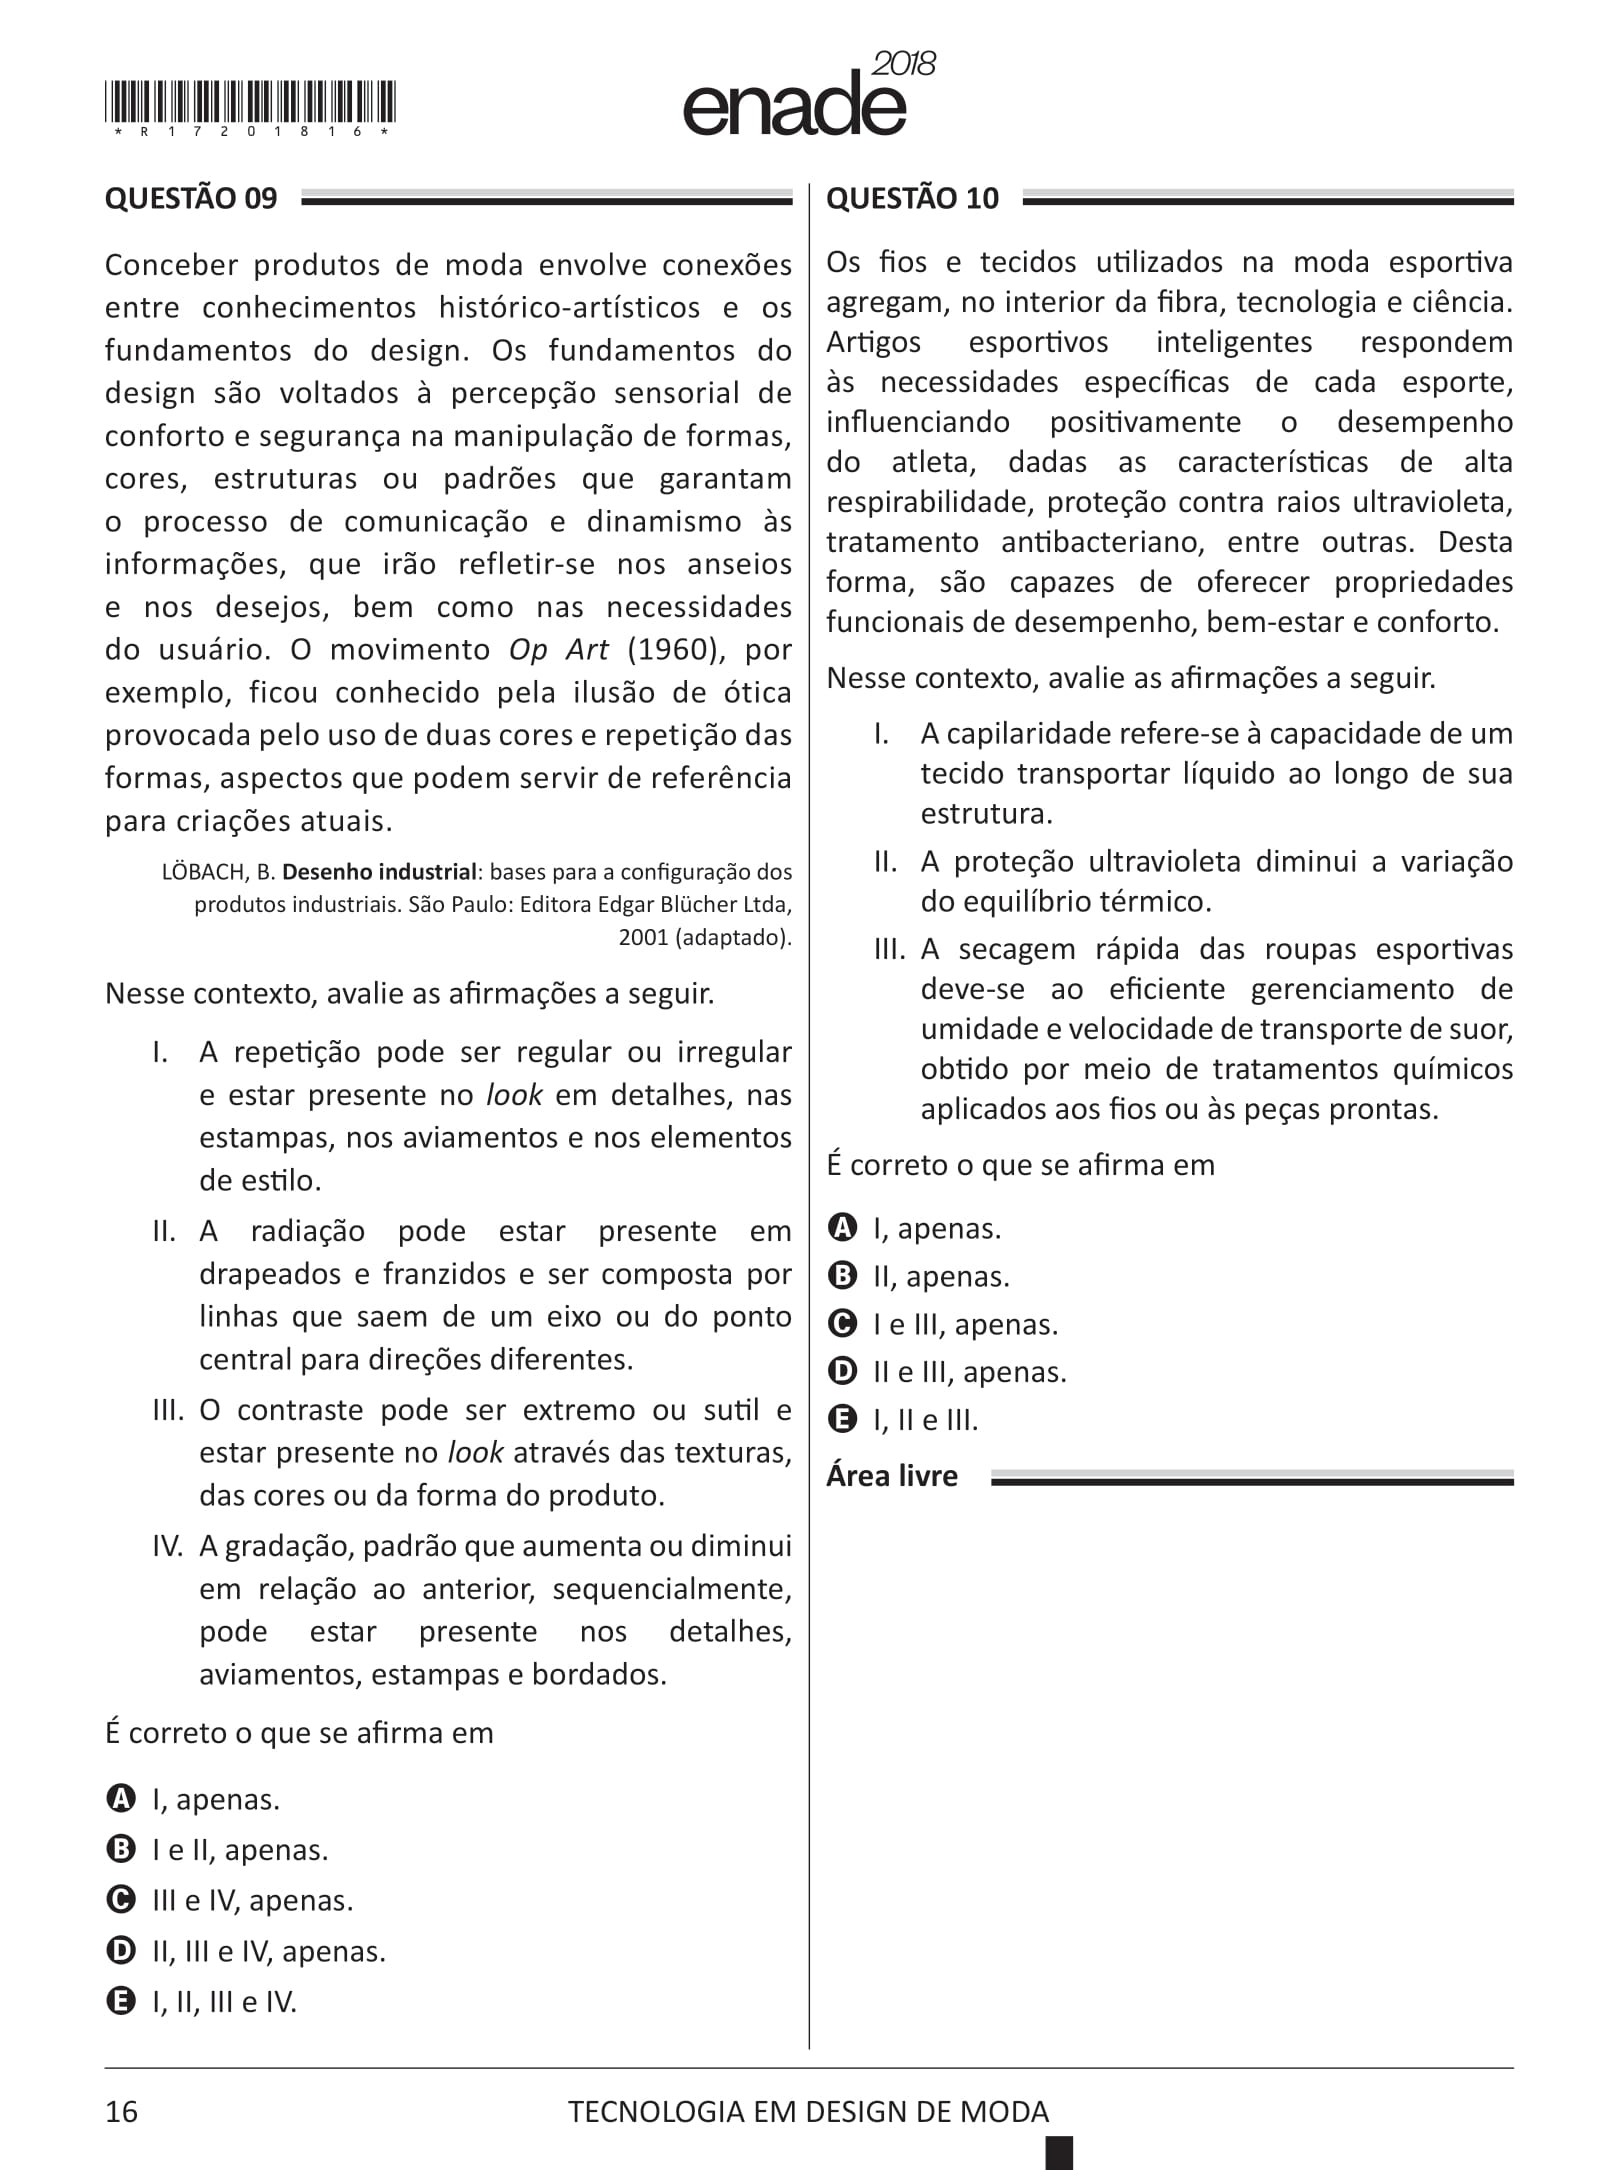 *R17201816*
enade2018
QUESTÃO 09
Conceber produtos de moda envolve conexões
entre conhecimentos histórico-artísticos e os
fundamentos do design. Os fundamentos do
design são voltados à percepção sensorial de
conforto e segurança na manipulação de formas,
cores, estruturas ou padrões que garantam
o processo de comunicação e dinamismo às
informações, que irão refletir-se nos anseios
e nos desejos, bem como nas necessidades
do usuário. O movimento Op Art (1960), por
exemplo, ficou conhecido pela ilusão de ótica
provocada pelo uso de duas cores e repetição das
formas, aspectos que podem servir de referência
para criações atuais.
LÖBACH, B. Desenho industrial: bases para a configuração dos
produtos industriais. São Paulo: Editora Edgar Blücher Ltda,
2001 (adaptado).
Nesse contexto, avalie as afirmações a seguir.
I. A repetição pode ser regular ou irregular
e estar presente no look em detalhes, nas
estampas, nos aviamentos e nos elementos
de estilo.
II. A radiação pode estar presente em
drapeados e franzidos e ser composta por
linhas que saem de um eixo ou do ponto
central para direções diferentes.
III. O contraste pode ser extremo ou sutil e
estar presente no look através das texturas,
das cores ou da forma do produto.
IV. A gradação, padrão que aumenta ou diminui
em relação ao anterior, sequencialmente,
pode estar presente nos detalhes,
aviamentos, estampas e bordados.
É correto o que se afirma em
A I, apenas.
B I e II, apenas.
C III e IV, apenas.
D II, III e IV, apenas.
E I, II, III e IV.
QUESTÃO 10
Os fios e tecidos utilizados na moda esportiva
agregam, no interior da fibra, tecnologia e ciência.
Artigos esportivos inteligentes respondem
às necessidades específicas de cada esporte,
influenciando positivamente o desempenho
do atleta, dadas as características de alta
respirabilidade, proteção contra raios ultravioleta,
tratamento antibacteriano, entre outras. Desta
forma, são capazes de oferecer propriedades
funcionais de desempenho, bem-estar e conforto.
Nesse contexto, avalie as afirmações a seguir.
I. A capilaridade refere-se à capacidade de um
tecido transportar líquido ao longo de sua
estrutura.
II. A proteção ultravioleta diminui a variação
do equilíbrio térmico.
III. A secagem rápida das roupas esportivas
deve-se ao eficiente gerenciamento de
umidade e velocidade de transporte de suor,
obtido por meio de tratamentos químicos
aplicados aos fios ou às peças prontas.
É correto o que se afirma em
A I, apenas.
B II, apenas.
C I e III, apenas.
D II e III, apenas.
E I, II e III.
Área livre
16
TECNOLOGIA EM DESIGN DE MODA